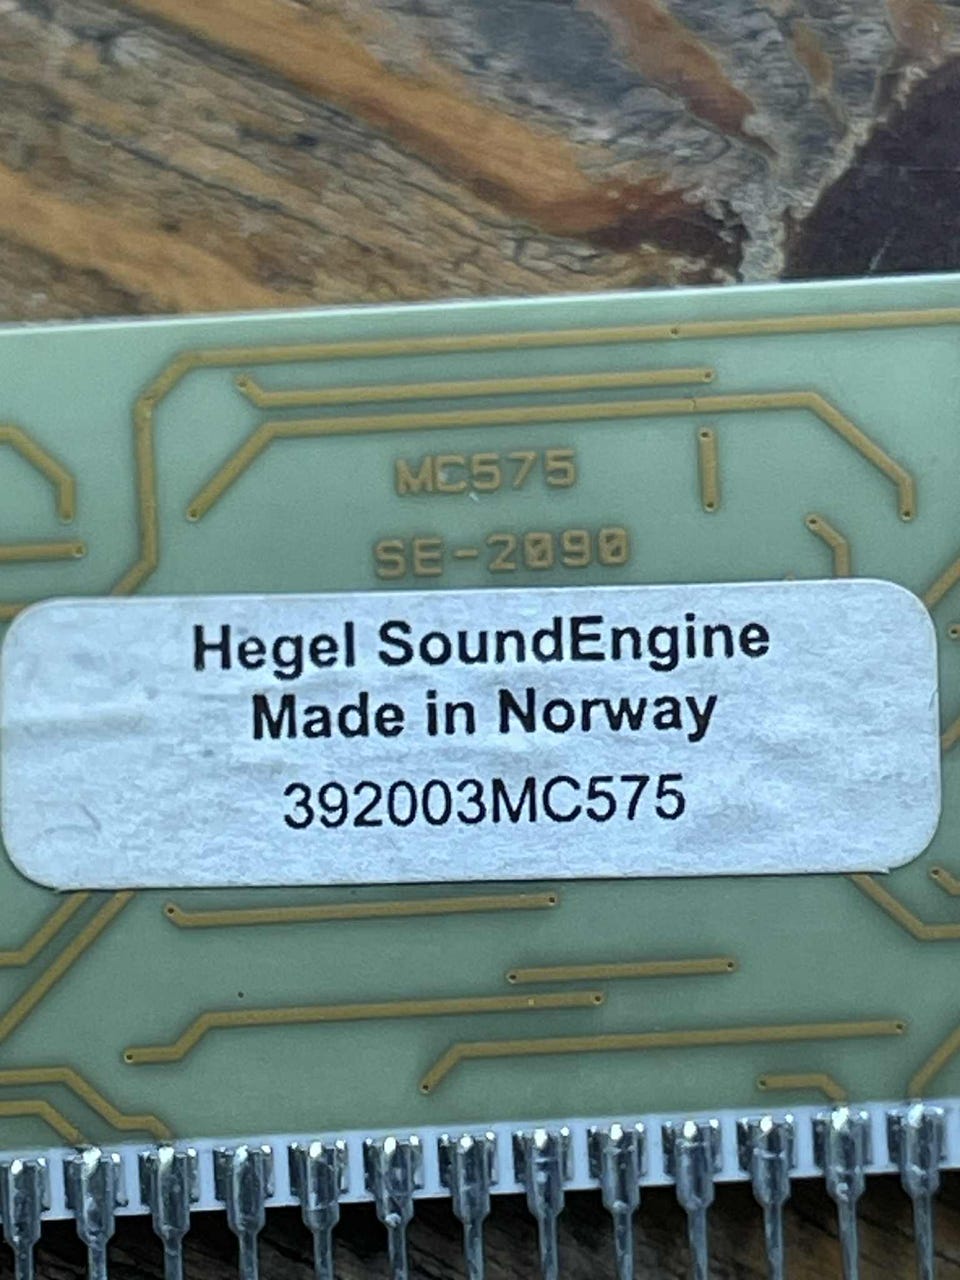 MC575
SE-2090
Hegel SoundEngine
Made in Norway
392003MC575